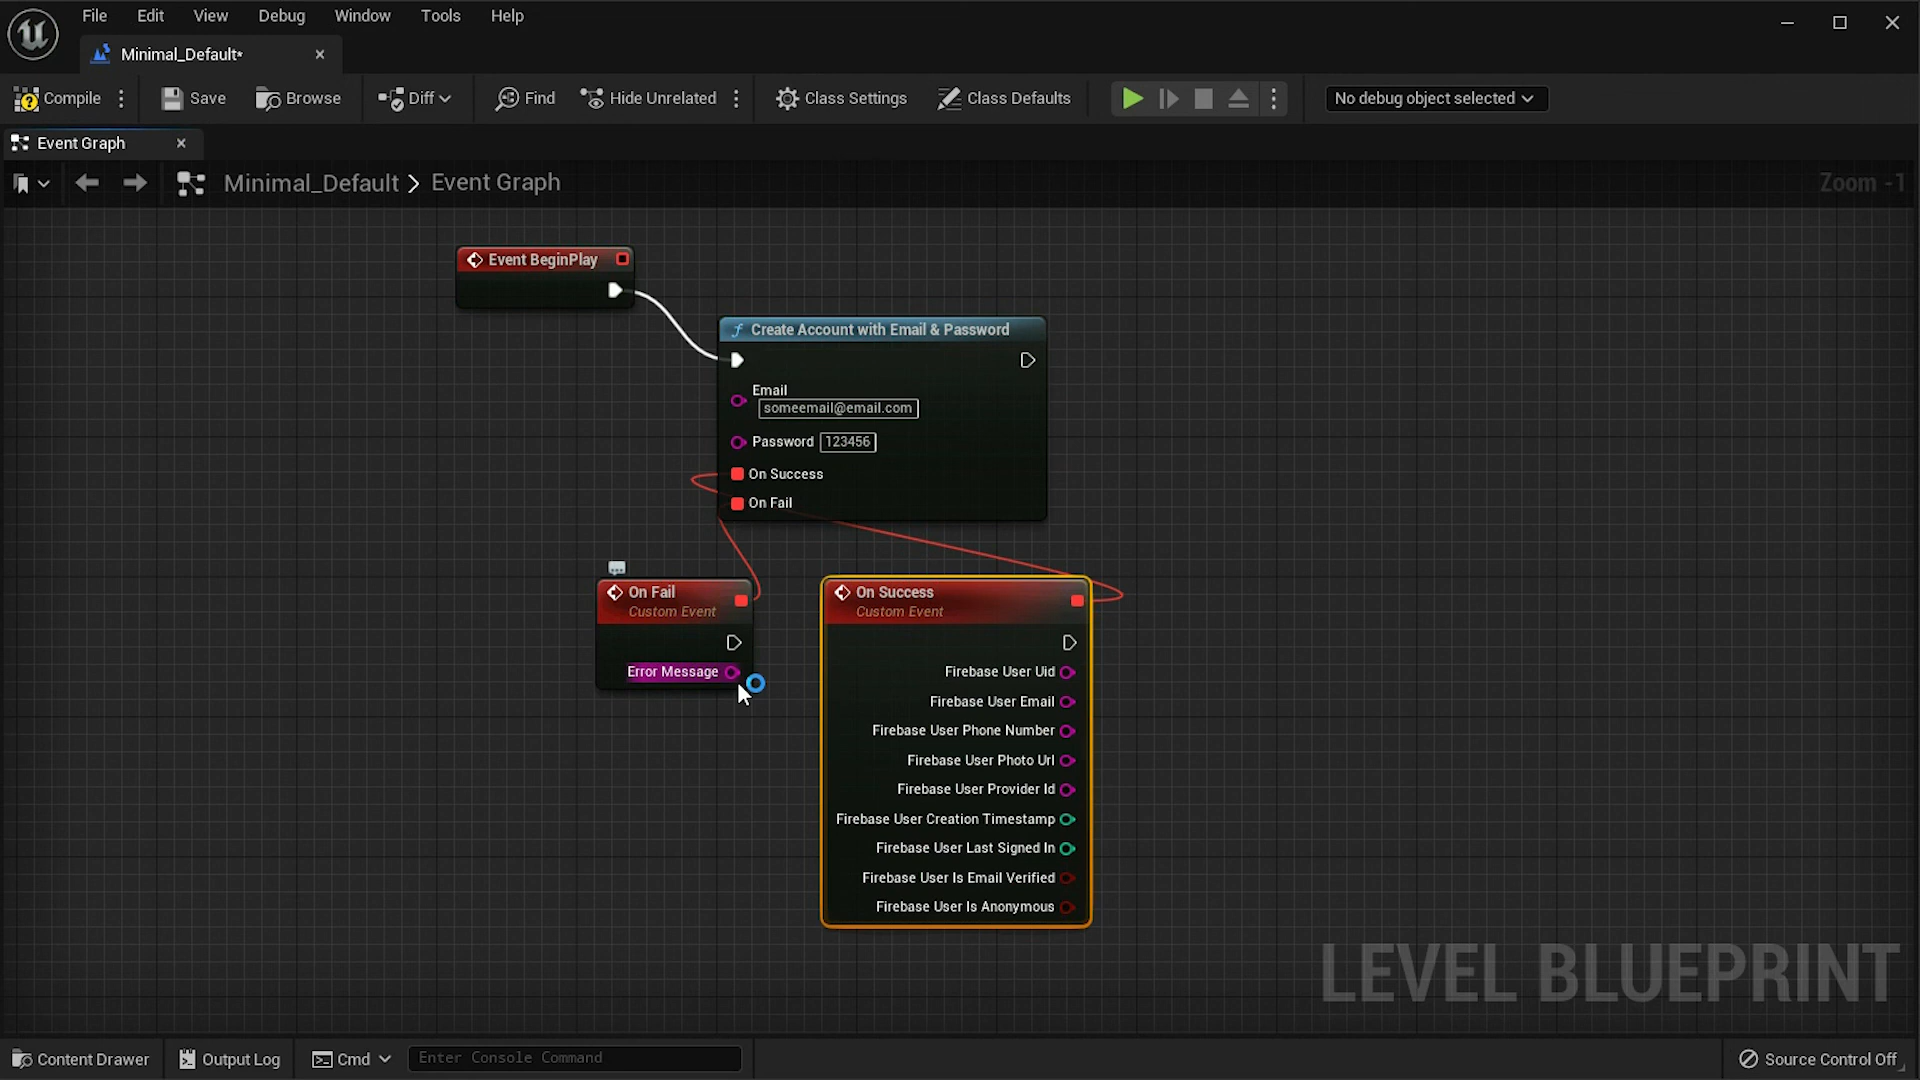 File Edit View Debug Window Tools Help
Minimal_Default*
Compile Save Browse Diff Find Hide Unrelated Class Settings Class Defaults No debug object selected
Event Graph
Minimal_Default > Event Graph Zoom -1
Event BeginPlay
Create Account with Email & Password
Email
someemail@email.com
Password 123456
On Success
On Fail
On Fail
Custom Event
Error Message
On Success
Custom Event
Firebase User Uid
Firebase User Email
Firebase User Phone Number
Firebase User Photo Url
Firebase User Provider Id
Firebase User Creation Timestamp
Firebase User Last Signed In
Firebase User Is Email Verified
Firebase User Is Anonymous
LEVEL BLUEPRINT
Content Drawer Output Log Cmd Enter Console Command Source Control Off